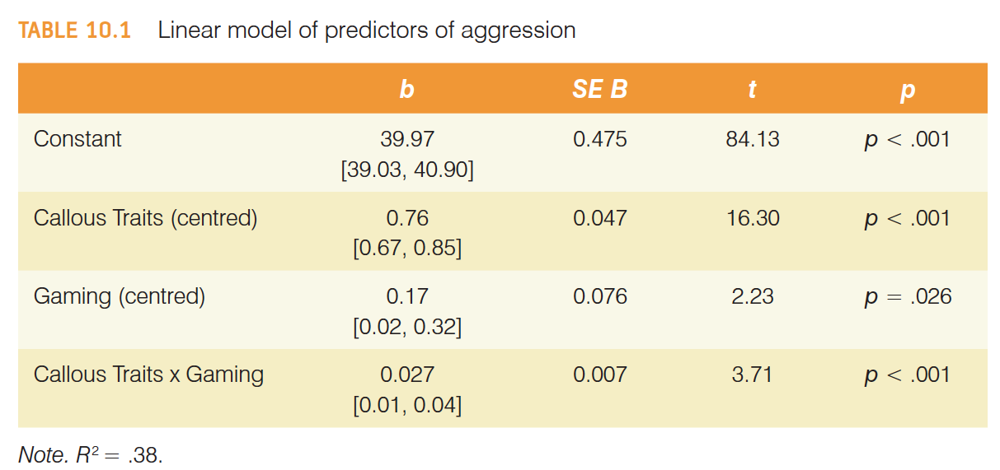 TABLE 10.1 Linear model of predictors of aggression
b SE B t p
Constant 39.97 0.475 84.13 p < .001
[39.03, 40.90]
Callous Traits (centred) 0.76 0.047 16.30 p < .001
[0.67, 0.85]
Gaming (centred) 0.17 0.076 2.23 p = .026
[0.02, 0.32]
Callous Traits x Gaming 0.027 0.007 3.71 p < .001
[0.01, 0.04]
Note. R² = .38.